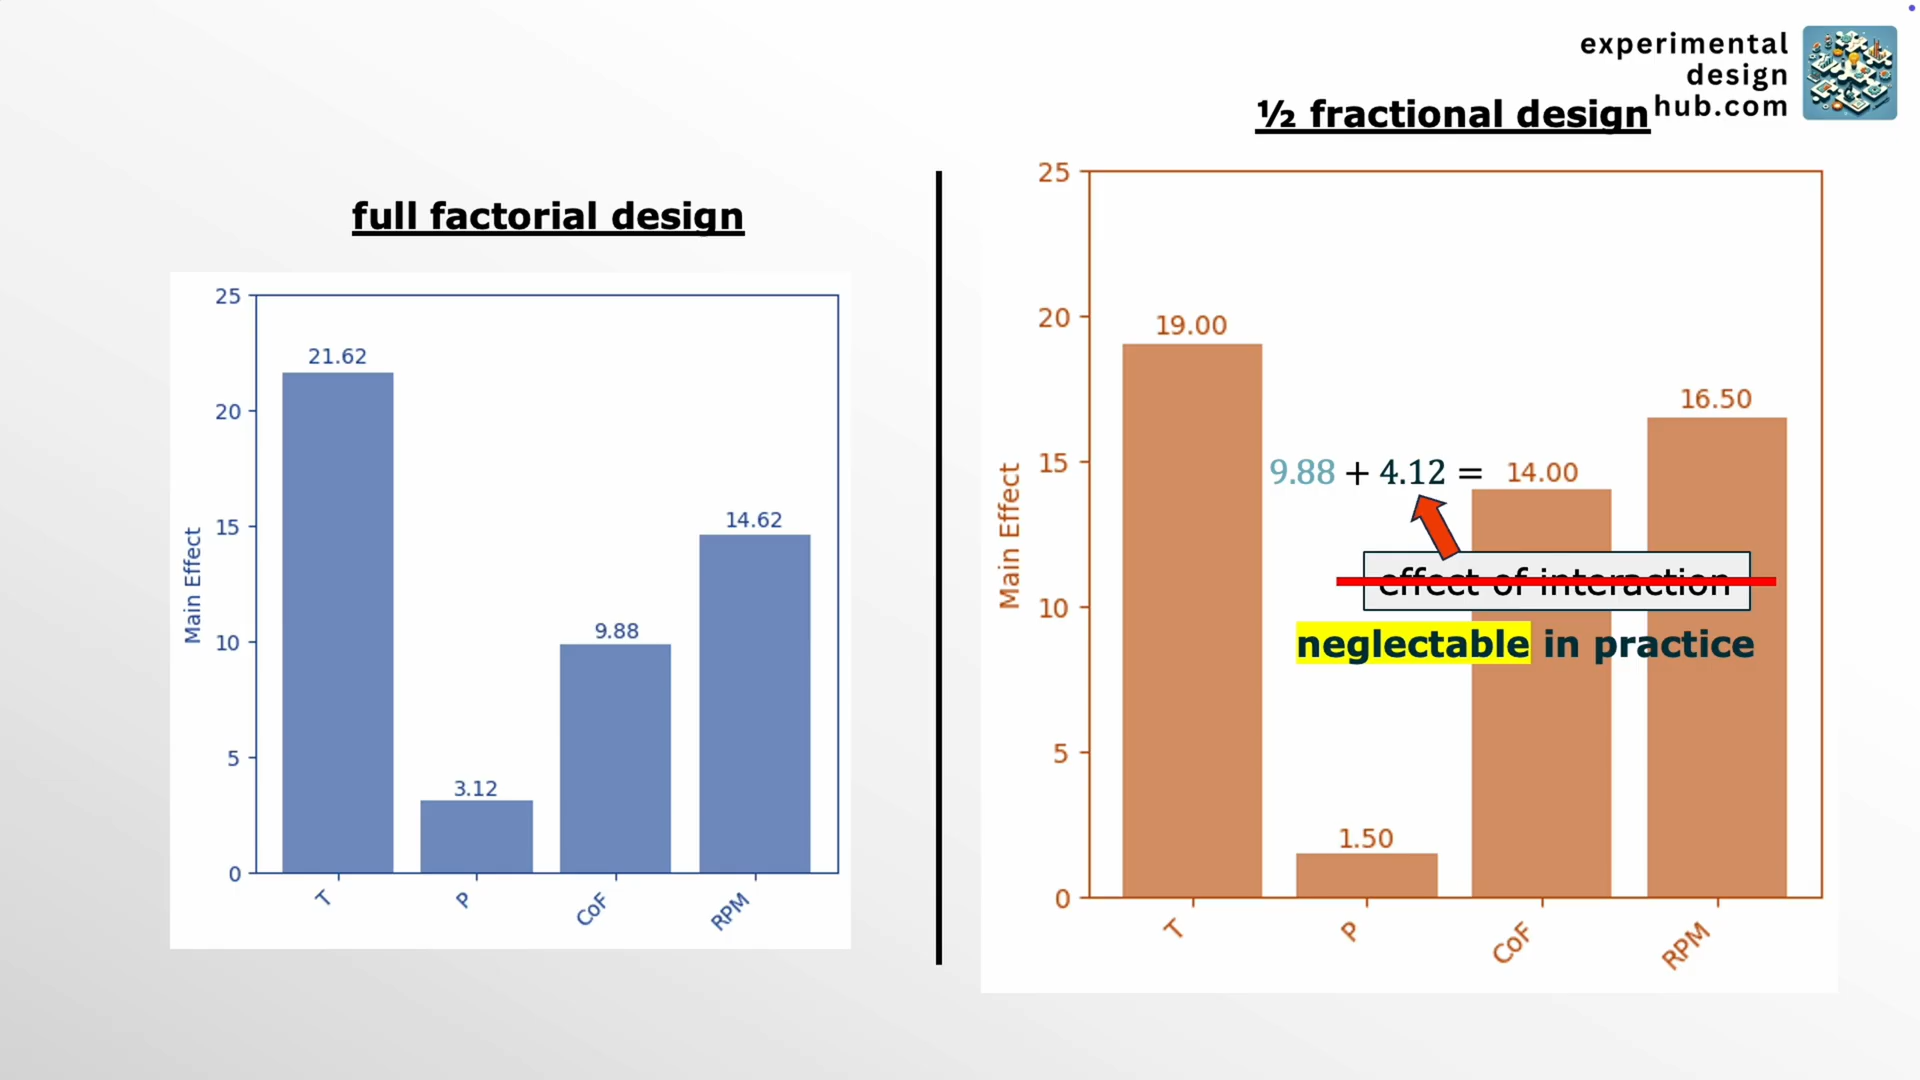 experimental
design
hub.com
½ fractional design
full factorial design
25
20
15
10
5
0
Main Effect
21.62
3.12
9.88
14.62
T
P
CoF
RPM
25
20
15
10
5
0
Main Effect
19.00
1.50
9.88 + 4.12 = 14.00
16.50
effect of interaction
neglectable in practice
T
P
CoF
RPM